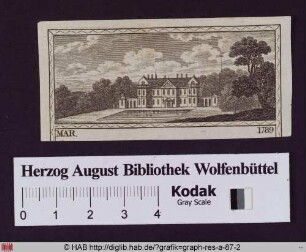 MAR. 1789
Herzog August Bibliothek Wolfenbüttel
Kodak
Gray Scale
0 1 2 3 4
© HAB http://diglib.hab.de/?grafik=graph-res-a-87-2